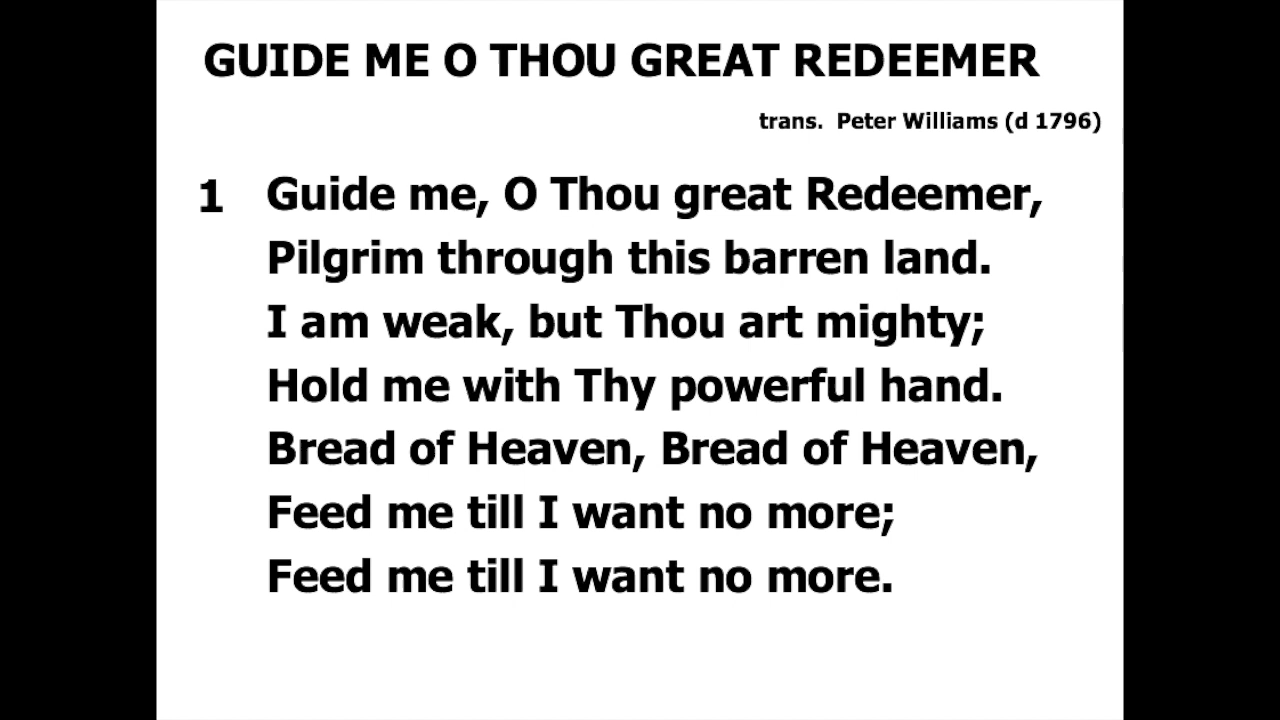 GUIDE ME O THOU GREAT REDEEMER
trans. Peter Williams (d 1796)
1 Guide me, O Thou great Redeemer,
Pilgrim through this barren land.
I am weak, but Thou art mighty;
Hold me with Thy powerful hand.
Bread of Heaven, Bread of Heaven,
Feed me till I want no more;
Feed me till I want no more.